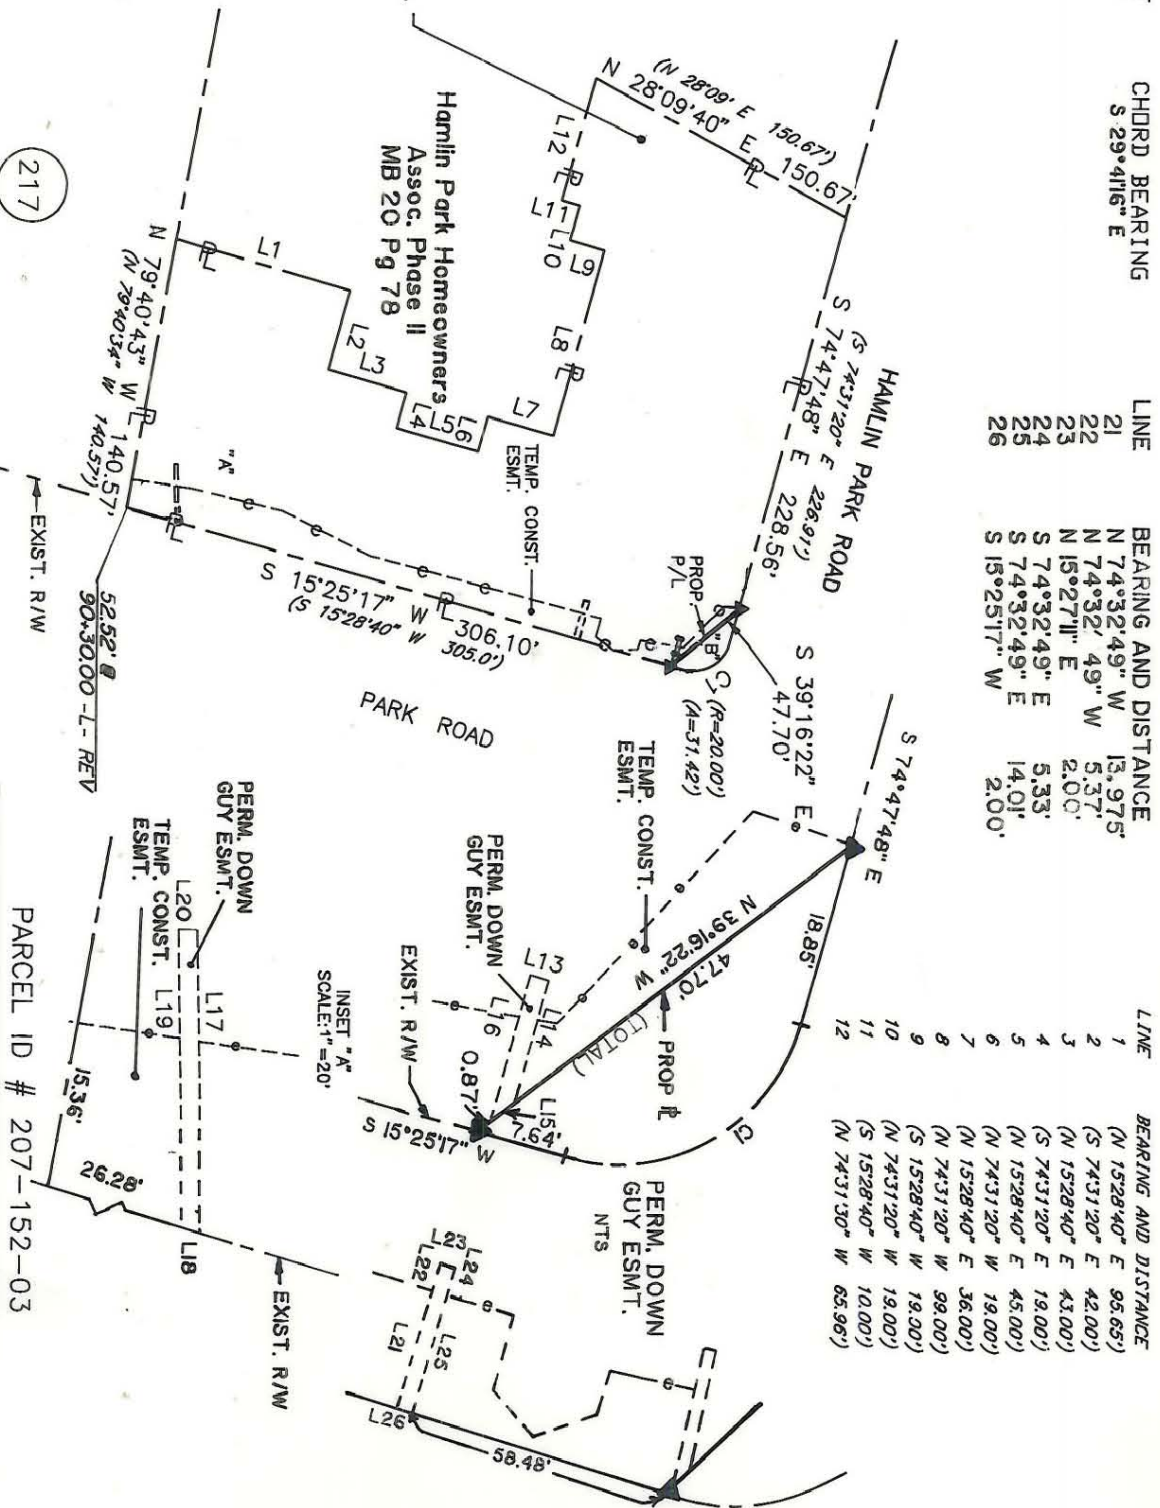 CHORD BEARING
S 29°41'16" E
LINE BEARING AND DISTANCE
21 N 74°32'49" W 13.975'
22 N 74°32' 49" W 5.37'
23 N 15°27'11" E 2.00'
24 S 74°32'49" E 5.33'
25 S 74°32'49" E 14.01'
26 S 15°25'17" W 2.00'
LINE BEARING AND DISTANCE
1 (N 15°28'40" E 95.65')
2 (S 74°31'20" E 42.00')
3 (N 15°28'40" E 43.00')
4 (S 74°31'20" E 19.00')
5 (N 15°28'40" E 45.00')
6 (N 74°31'20" W 19.00')
7 (N 15°28'40" E 36.00')
8 (N 74°31'20" W 99.00')
9 (S 15°28'40" W 19.00')
10 (N 74°31'20" W 19.00')
11 (S 15°28'40" W 10.00')
12 (N 74°31'30" W 65.96')
HAMLIN PARK ROAD
(S 74°31'20" E 226.91')
S 74°47'48" E 228.56'
(N 28°09' E 150.67')
N 28°09'40" E 150.67'
PL
PL
L12
PL
L11
L10
L9
L8
PL
L7
L6
L5
L4
L3
L2
L1
PL
Hamlin Park Homeowners
Assoc. Phase II
MB 20 Pg 78
217
N 79°40'43" W 140.57'
(N 79°40'34" W 140.57')
PL
"A"
TEMP. CONST.
ESMT.
PL
S 15°25'17" W 306.10'
(S 15°28'40" W 305.0')
PL
PROP.
P/L
"B"
S 39°16'22" E
47.70'
C1 (R=20.00')
(A=31.42')
PARK ROAD
EXIST. R/W
52.52' @
90+30.00 -L- REV
S 74°47'48" E
18.85'
N 39°16'22" W
47.70'
(TOTAL)
PROP PL
C1
TEMP. CONST.
ESMT.
PERM. DOWN
GUY ESMT.
L13
L14
L15
L16
0.87'
7.64'
EXIST. R/W
S 15°25'17" W
INSET "A"
SCALE:1"=20'
PERM. DOWN
GUY ESMT.
TEMP. CONST.
ESMT.
L20
L17
L19
L18
15.36'
26.28'
EXIST. R/W
PERM. DOWN
GUY ESMT.
NTS
L23
L24
L22
L25
L21
L26
58.48'
PARCEL ID # 207-152-03